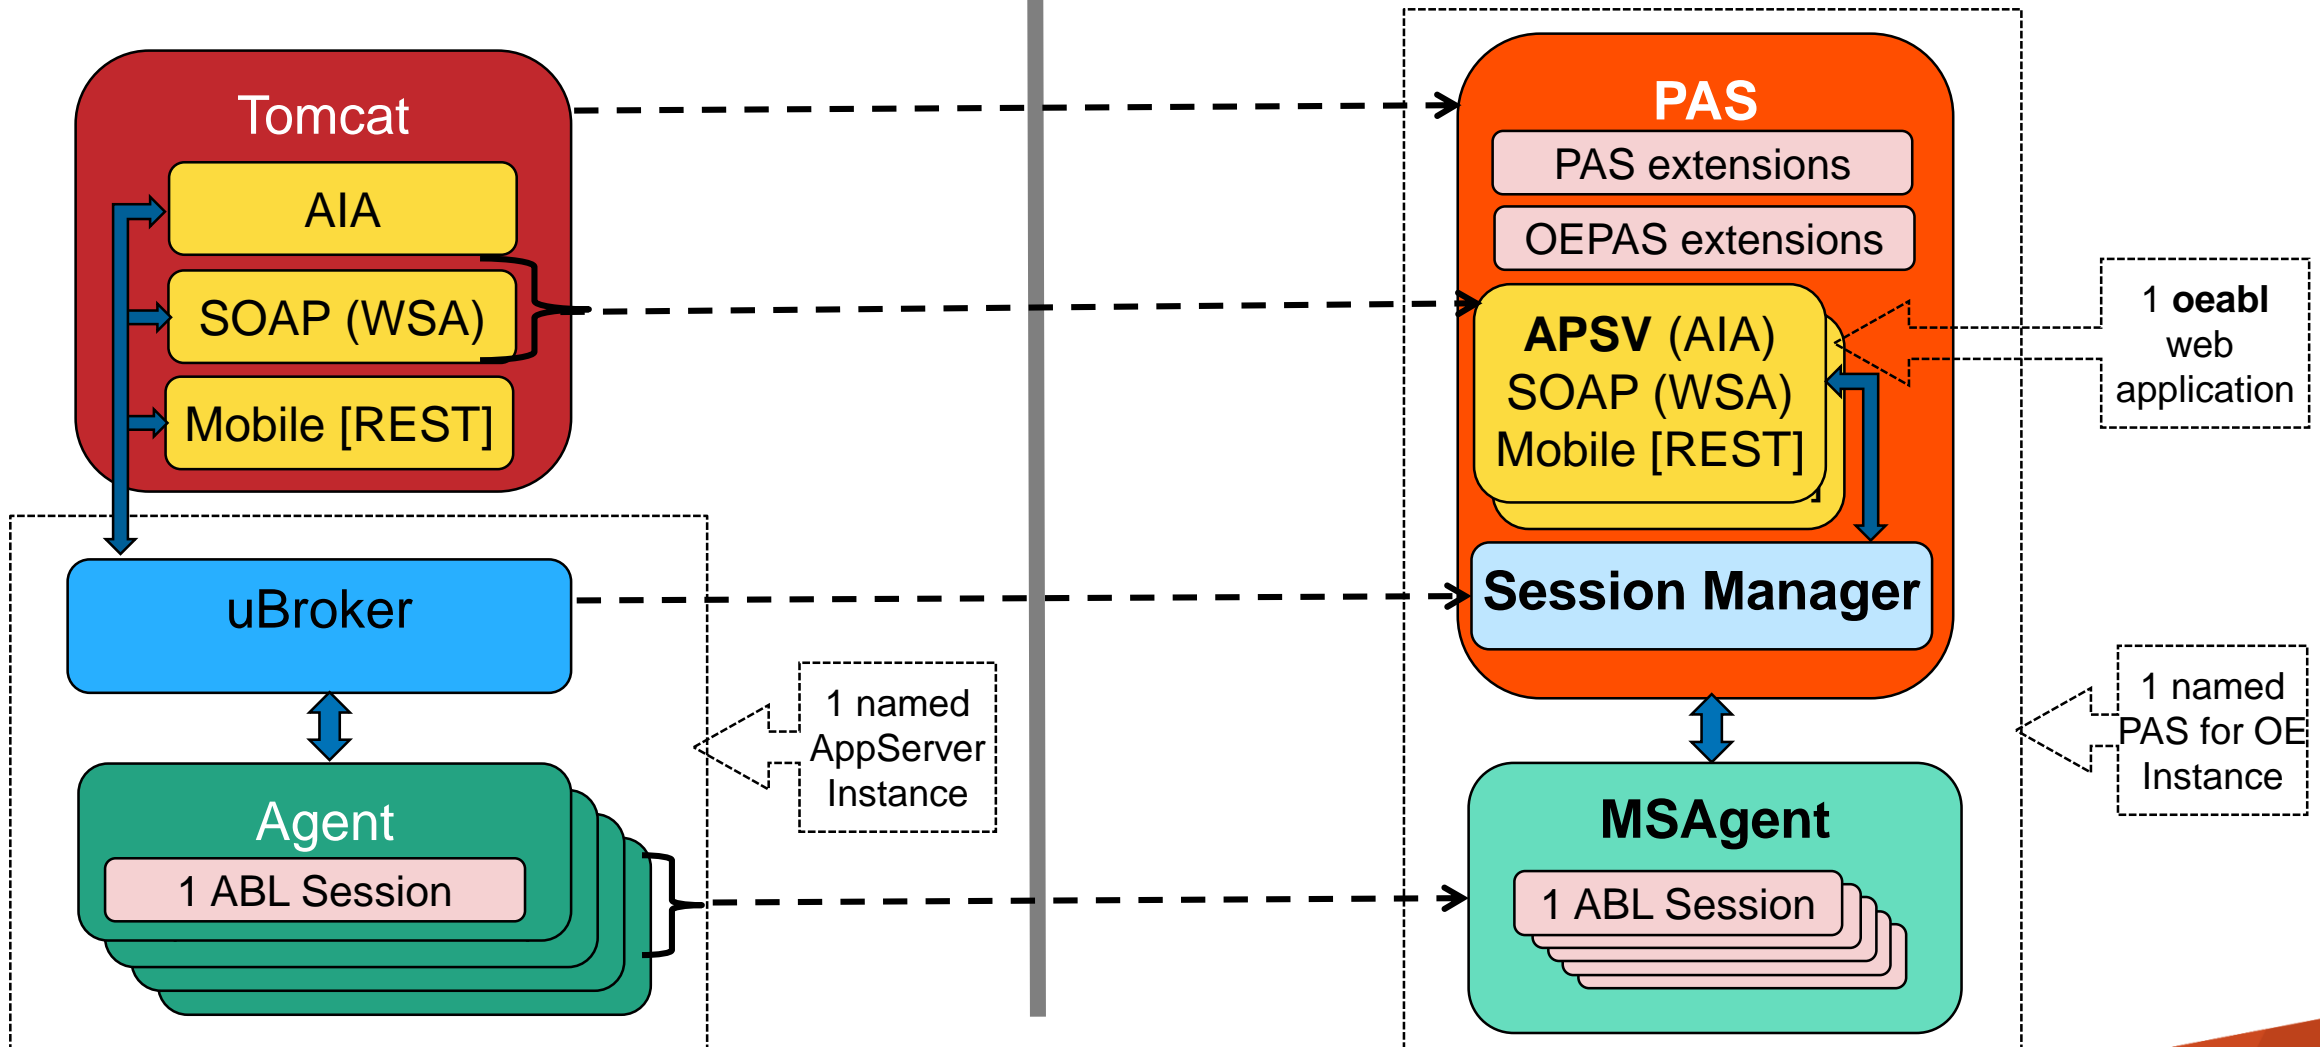 Tomcat
AIA
SOAP (WSA)
Mobile [REST]
uBroker
Agent
1 ABL Session
1 named
AppServer
Instance
PAS
PAS extensions
OEPAS extensions
APSV (AIA)
SOAP (WSA)
Mobile [REST]
]
Session Manager
MSAgent
1 ABL Session
1 oeabl
web
application
1 named
PAS for OE
Instance